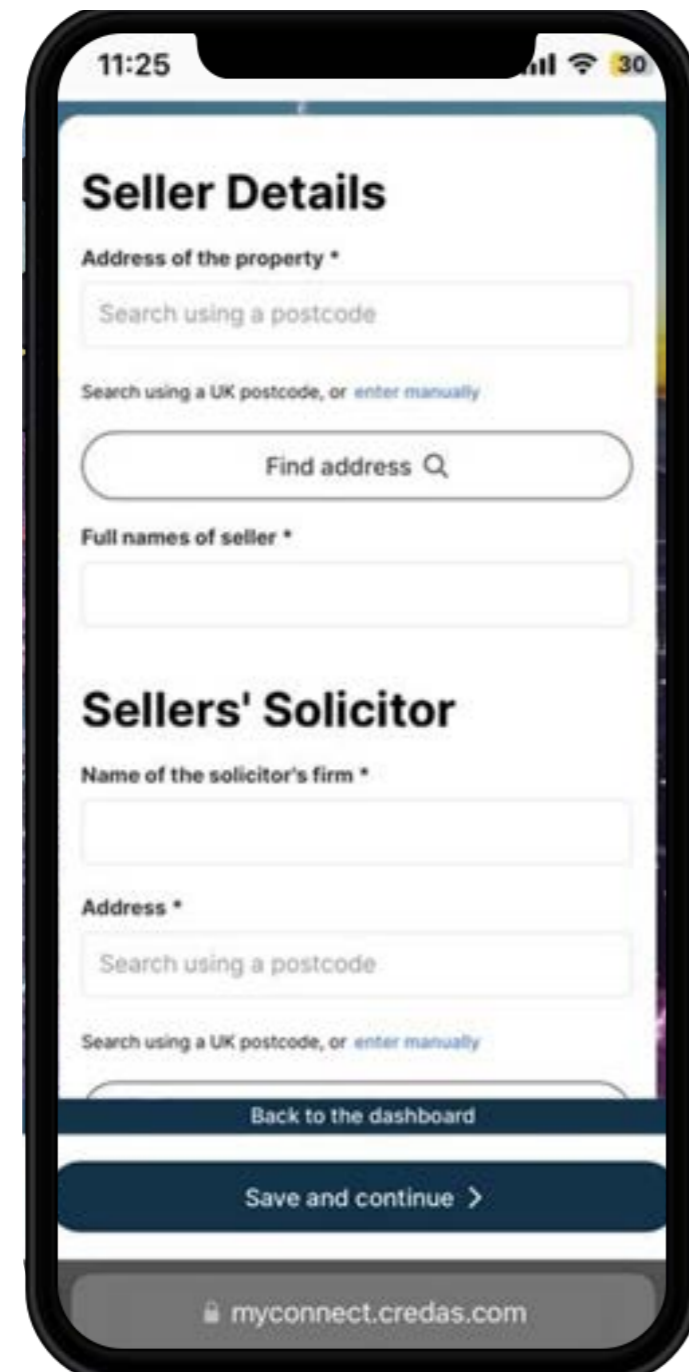 11:25
30
Seller Details
Address of the property *
Search using a postcode
Search using a UK postcode, or enter manually
Find address
Full names of seller *
Sellers' Solicitor
Name of the solicitor's firm *
Address *
Search using a postcode
Search using a UK postcode, or enter manually
Back to the dashboard
Save and continue
myconnect.credas.com